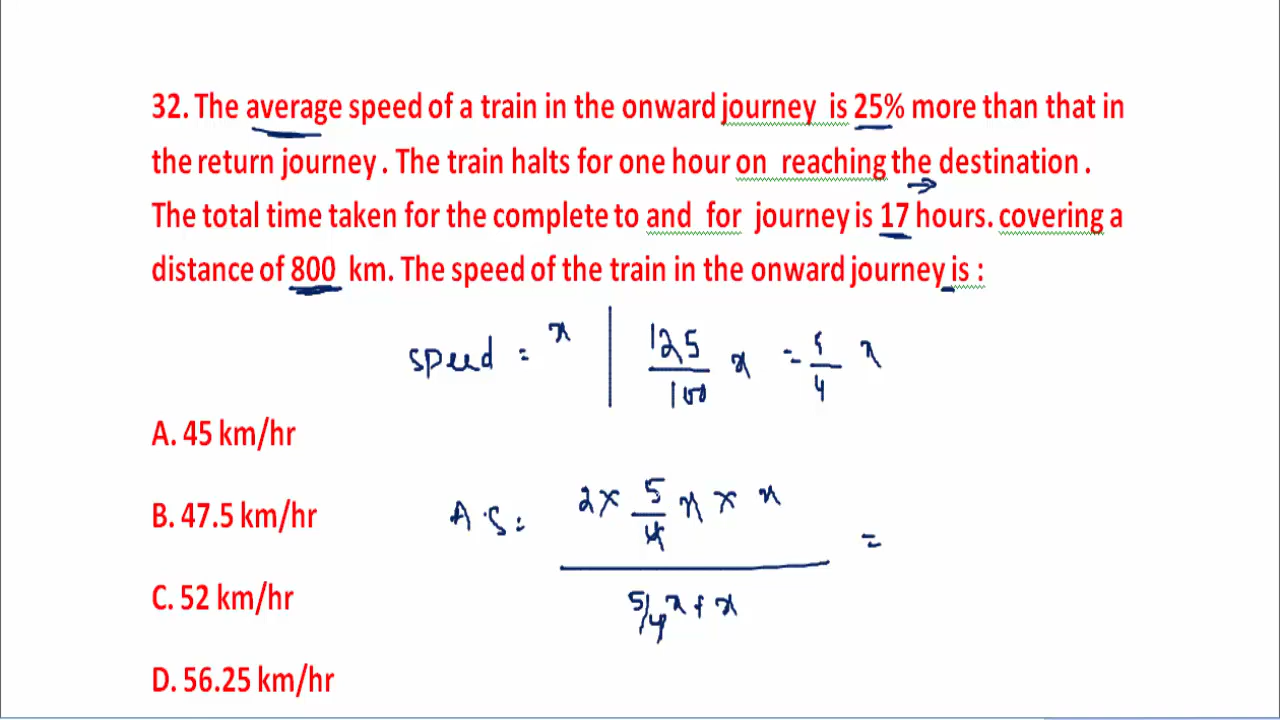 32. The average speed of a train in the onward journey is 25% more than that in
the return journey . The train halts for one hour on reaching the destination .
The total time taken for the complete to and for journey is 17 hours. covering a
distance of 800 km. The speed of the train in the onward journey is :
speed = x | 125/100 x = 5/4 x
A. 45 km/hr
B. 47.5 km/hr
A.S = 2 x 5/4 x x x =
5/4 x + x
C. 52 km/hr
D. 56.25 km/hr